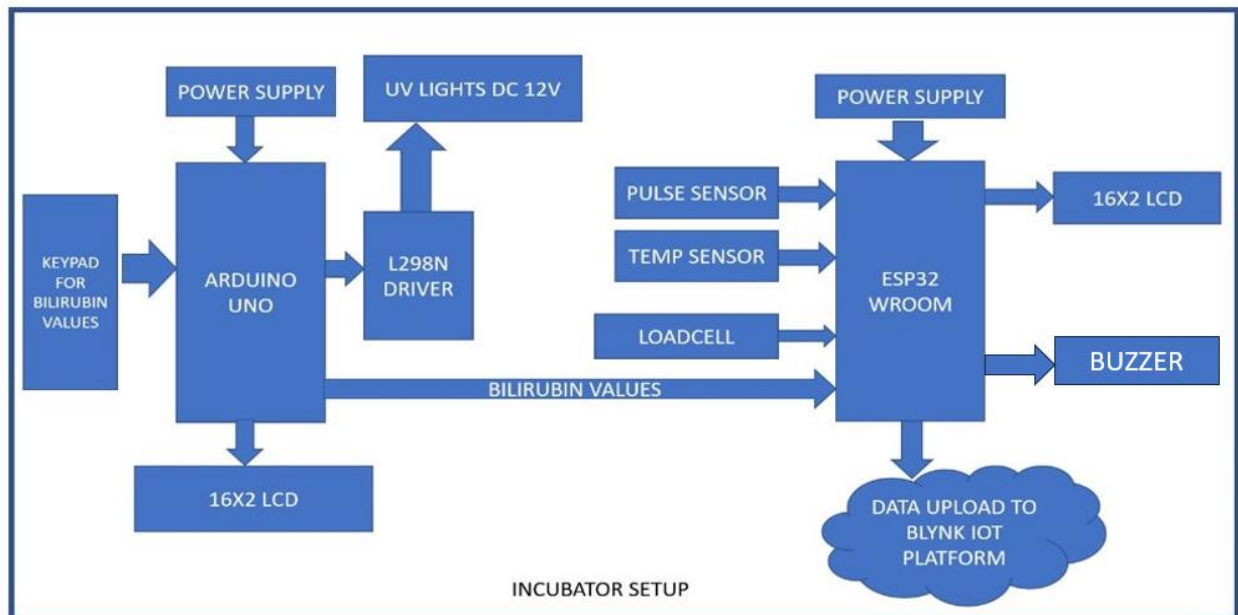 POWER SUPPLY
UV LIGHTS DC 12V
POWER SUPPLY
KEYPAD
FOR
BILIRUBIN
VALUES
ARDUINO
UNO
L298N
DRIVER
PULSE SENSOR
TEMP SENSOR
LOADCELL
ESP32
WROOM
16X2 LCD
BUZZER
BILIRUBIN VALUES
16X2 LCD
DATA UPLOAD TO
BLYNK IOT
PLATFORM
INCUBATOR SETUP